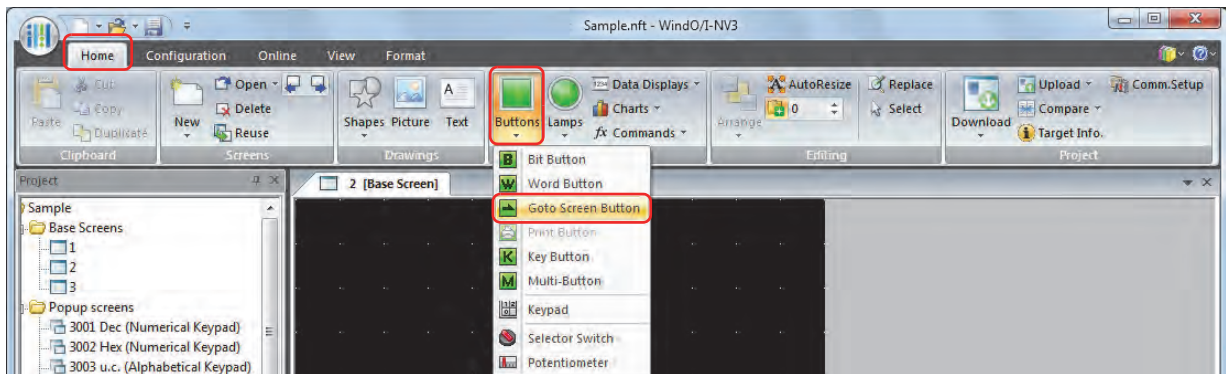 Sample.nft - WindO/I-NV3
Home Configuration Online View Format
Paste
Cut
Copy
Duplicate
Clipboard
New
Open
Delete
Reuse
Screens
Shapes Picture Text
Drawings
Buttons Lamps
Data Displays
Charts
fx Commands
Arrange
AutoResize
0
Replace
Select
Editing
Download
Upload
Compare
Target Info.
Comm.Setup
Project
Project
Sample
Base Screens
1
2
3
Popup screens
3001 Dec (Numerical Keypad)
3002 Hex (Numerical Keypad)
3003 u.c. (Alphabetical Keypad)
2 [Base Screen]
B Bit Button
W Word Button
Goto Screen Button
Print Button
K Key Button
M Multi-Button
Keypad
Selector Switch
Potentiometer